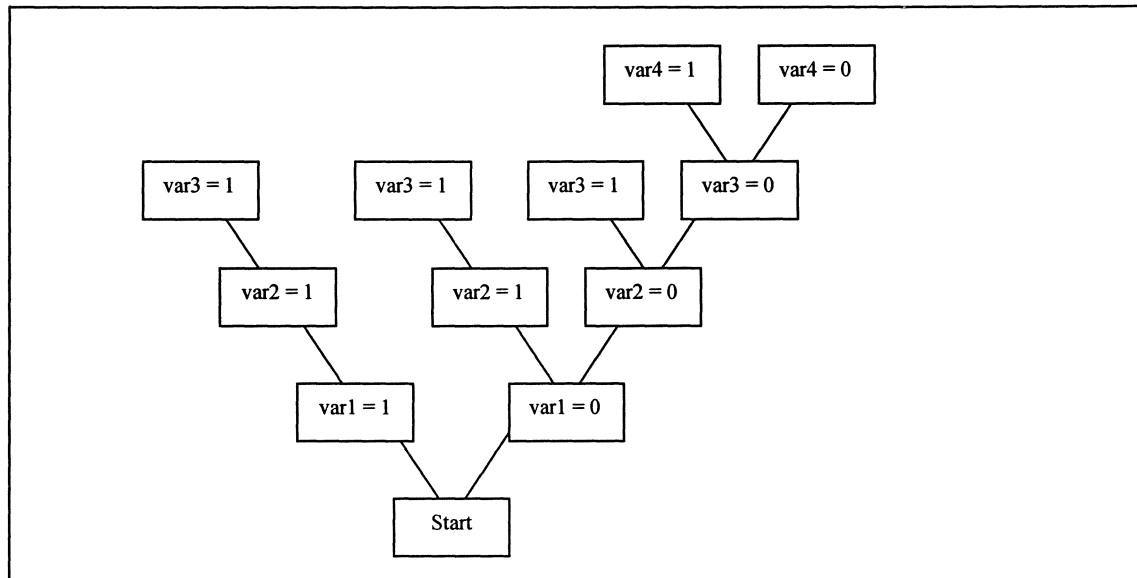 var4 = 1
var4 = 0
var3 = 1
var3 = 1
var3 = 1
var3 = 0
var2 = 1
var2 = 1
var2 = 0
var1 = 1
var1 = 0
Start